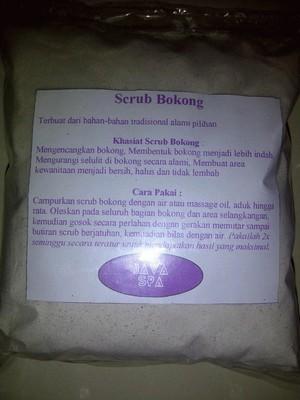 Scrub Bokong
Terbuat dari bahan-bahan tradisional alami pilihan
Khasiat Scrub Bokong :
Mengencangkan bokong, Membentuk bokong menjadi lebih indah,
Mengurangi selulit di bokong secara alami, Membuat area
kewanitaan menjadi bersih, halus dan tidak lembab
Cara Pakai :
Campurkan scrub bokong dengan air atau massage oil, aduk hingga
rata. Oleskan pada seluruh bagian bokong dan area selangkangan,
kemudian gosok secara perlahan dengan gerakan memutar sampai
butiran scrub berjatuhan, kemudian bilas dengan air. Pakailah 2x
seminggu secara teratur untuk mendapatkan hasil yang maksimal.
JAVA
SPA